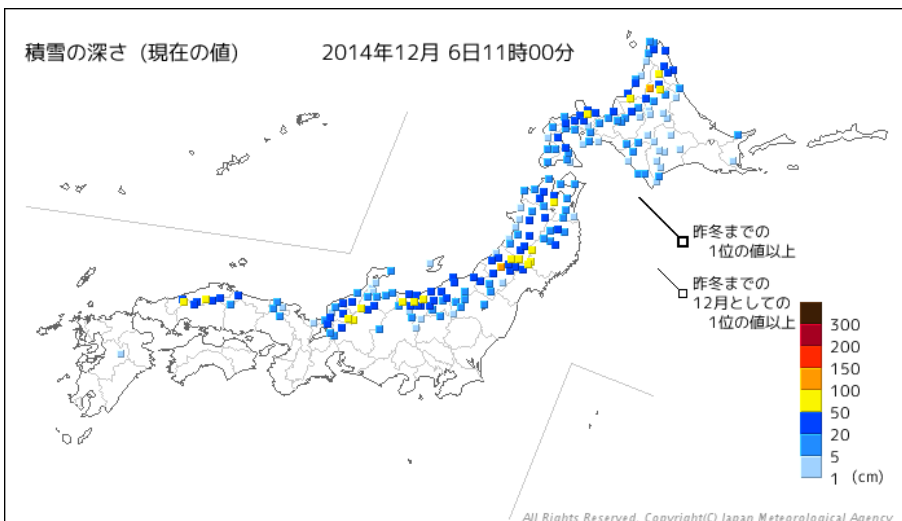 積雪の深さ (現在の値) 2014年12月 6日11時00分
昨冬までの
1位の値以上
昨冬までの
12月としての
1位の値以上
300
200
150
100
50
20
5
1 (cm)
All Rights Reserved. Copyright(C) Japan Meteorological Agency